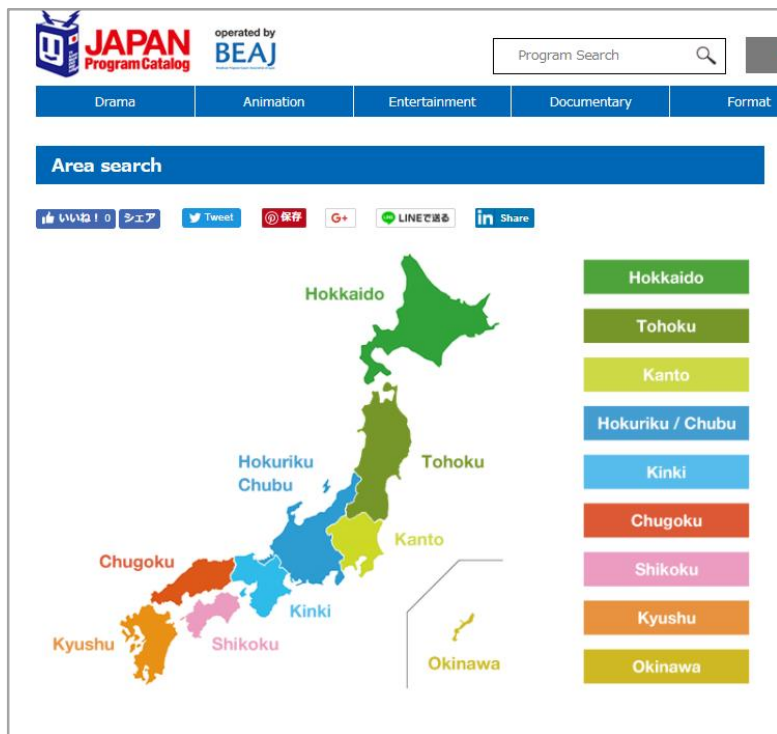 JAPAN
Program Catalog
operated by
BEAJ
Program Search
Drama
Animation
Entertainment
Documentary
Format
Area search
いいね！ 0
シェア
Tweet
保存
G+
LINEで送る
in Share
Hokkaido
Tohoku
Hokuriku
Chubu
Kanto
Chugoku
Kinki
Kyushu
Shikoku
Okinawa
Hokkaido
Tohoku
Kanto
Hokuriku / Chubu
Kinki
Chugoku
Shikoku
Kyushu
Okinawa